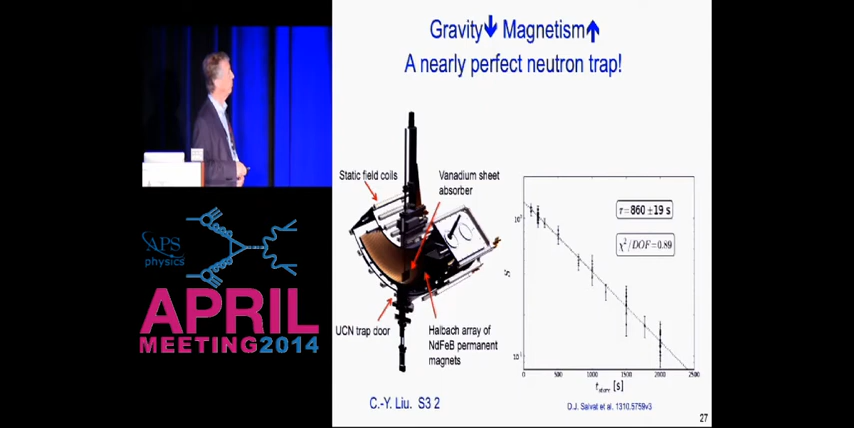 Gravity↓ Magnetism↑
A nearly perfect neutron trap!
Static field coils
Vanadium sheet
absorber
UCN trap door
Halbach array of
NdFeB permanent
magnets
τ=860±19 s
χ²/DOF=0.89
S
10²
10¹
0
500
1000
1500
2000
2500
t_store [s]
C.-Y. Liu. S3 2
D.J. Salvat et al. 1310.5759v3
27
APS
physics
APRIL
MEETING2014